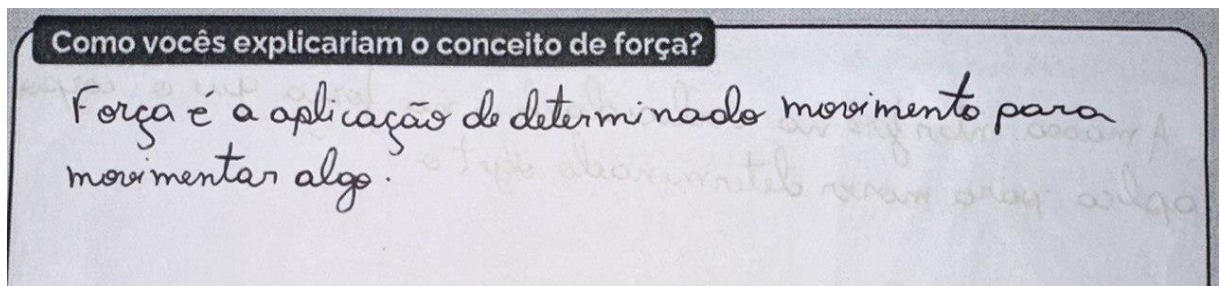 Como vocês explicariam o conceito de força?
Força é a aplicação de determinado movimento para
movimentar algo.